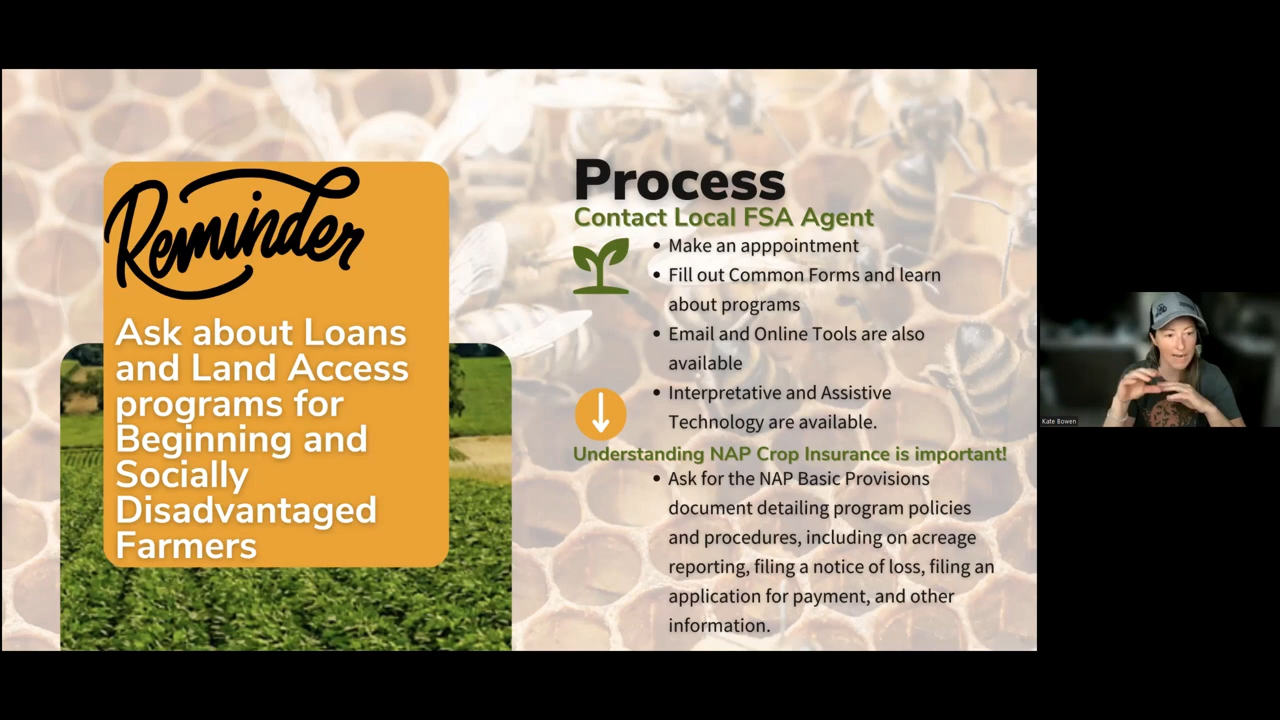 Reminder
Ask about Loans
and Land Access
programs for
Beginning and
Socially
Disadvantaged
Farmers
Process
Contact Local FSA Agent
• Make an apppointment
• Fill out Common Forms and learn
about programs
• Email and Online Tools are also
available
• Interpretative and Assistive
Technology are available.
Understanding NAP Crop Insurance is important!
• Ask for the NAP Basic Provisions
document detailing program policies
and procedures, including on acreage
reporting, filing a notice of loss, filing an
application for payment, and other
information.
Kate Bowen